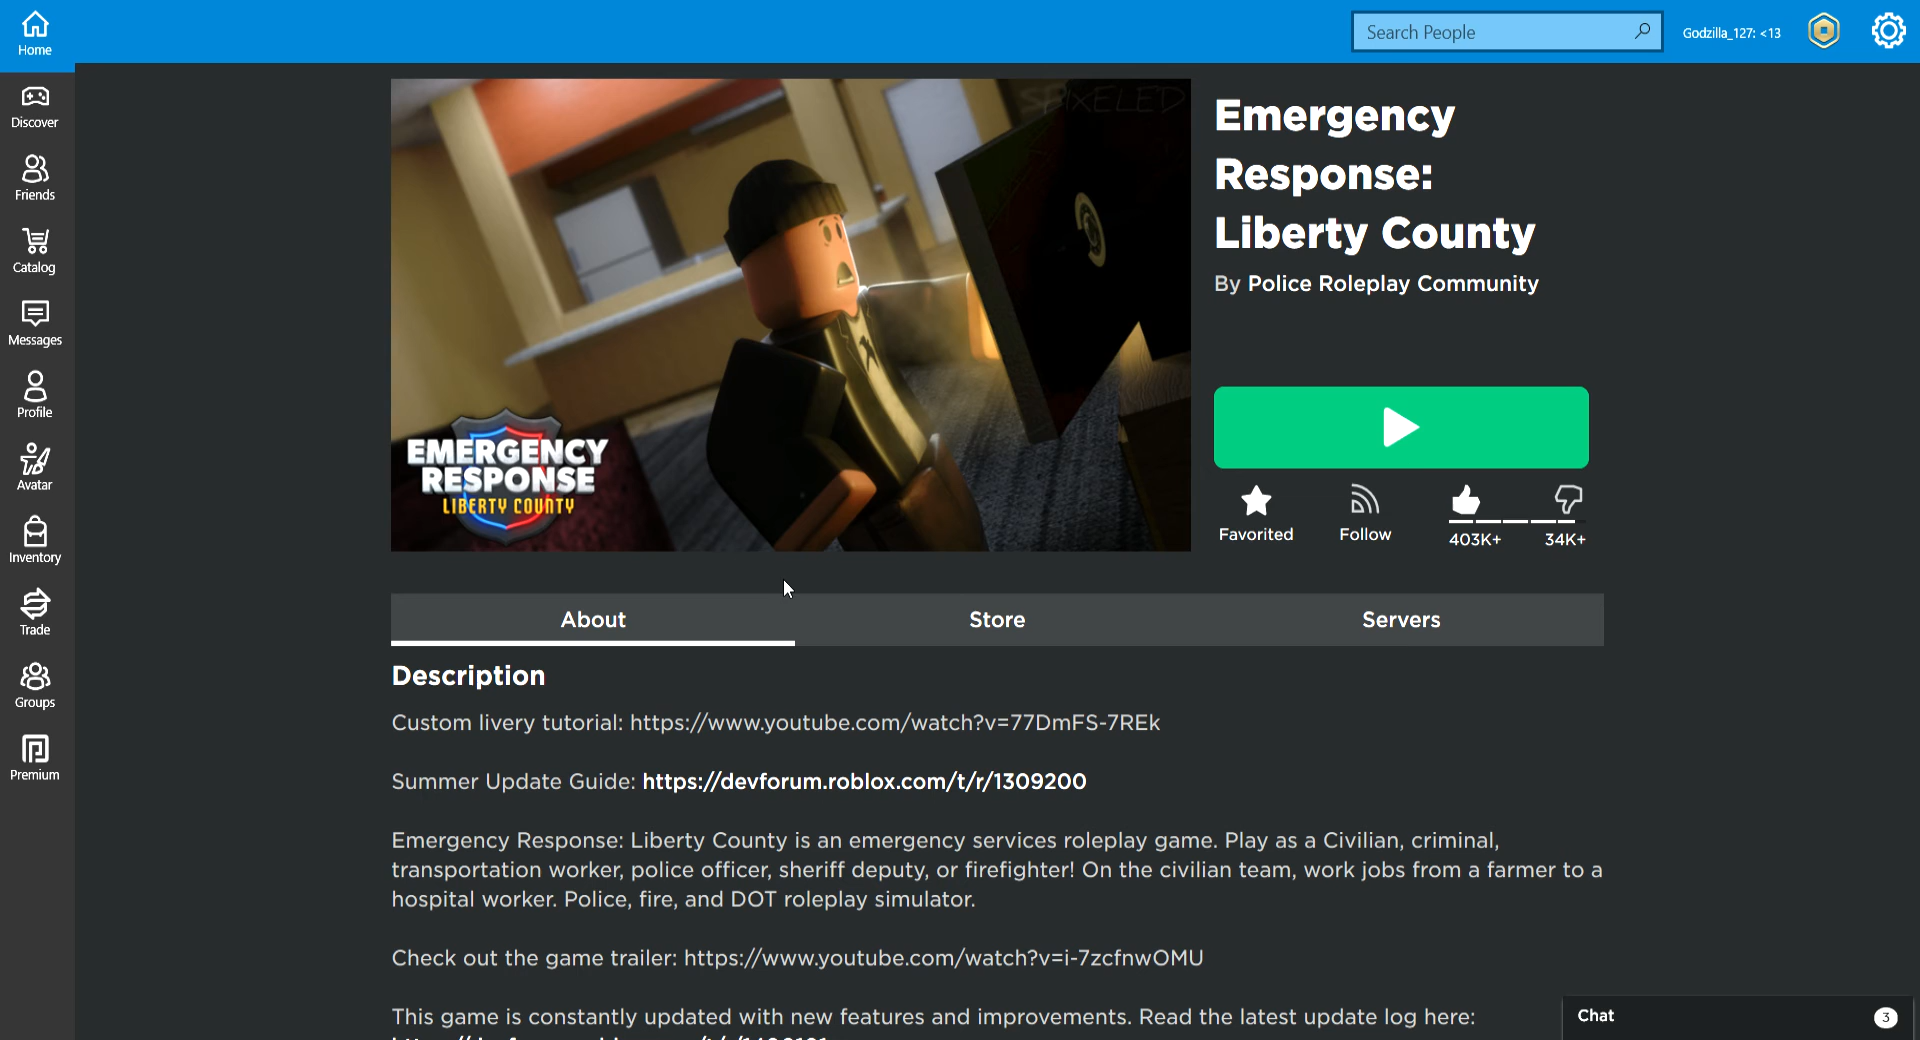 Home
Search People
Godzilla_127: <13
Discover
Friends
Catalog
Messages
Profile
Avatar
Inventory
Trade
Groups
Premium
SPIXELED
EMERGENCY
RESPONSE
LIBERTY COUNTY
Emergency
Response:
Liberty County
By Police Roleplay Community
Favorited
Follow
403K+
34K+
About
Store
Servers
Description
Custom livery tutorial: https://www.youtube.com/watch?v=77DmFS-7REk
Summer Update Guide: https://devforum.roblox.com/t/r/1309200
Emergency Response: Liberty County is an emergency services roleplay game. Play as a Civilian, criminal,
transportation worker, police officer, sheriff deputy, or firefighter! On the civilian team, work jobs from a farmer to a
hospital worker. Police, fire, and DOT roleplay simulator.
Check out the game trailer: https://www.youtube.com/watch?v=i-7zcfnwOMU
This game is constantly updated with new features and improvements. Read the latest update log here:
Chat
3